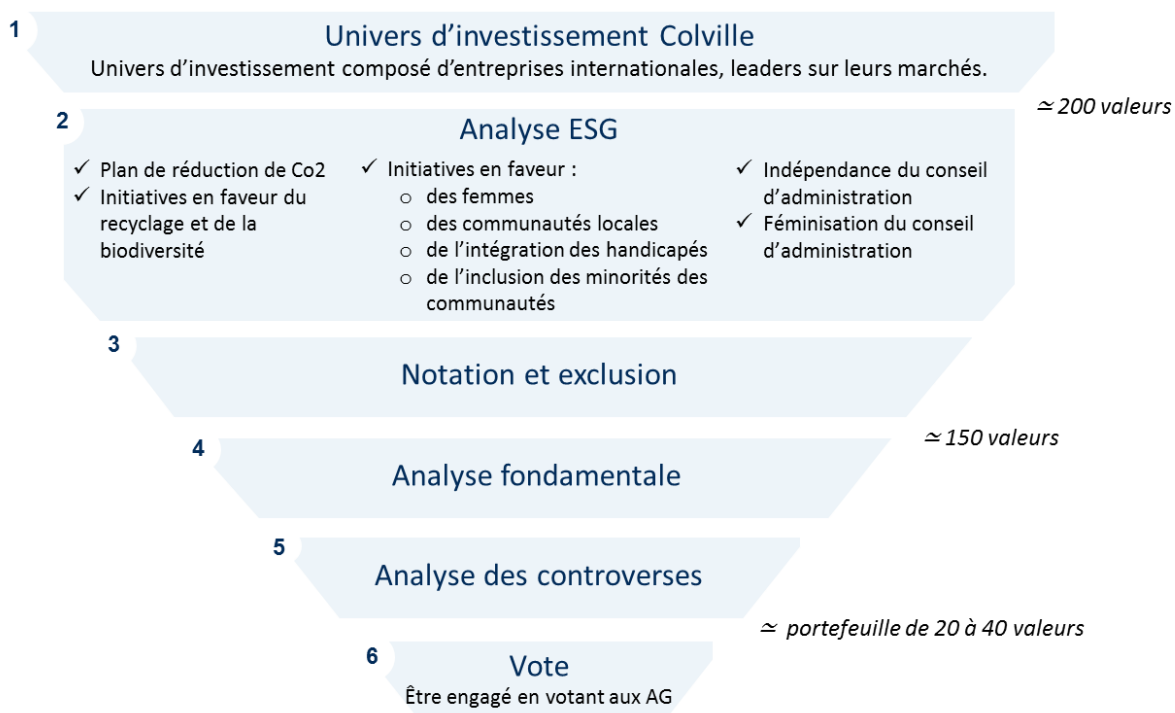 1
Univers d’investissement Colville
Univers d’investissement composé d’entreprises internationales, leaders sur leurs marchés.
≃ 200 valeurs
2
Analyse ESG
✓ Plan de réduction de Co2
✓ Initiatives en faveur du
recyclage et de la
biodiversité
✓ Initiatives en faveur :
o des femmes
o des communautés locales
o de l’intégration des handicapés
o de l’inclusion des minorités des
communautés
✓ Indépendance du conseil
d’administration
✓ Féminisation du conseil
d’administration
3
Notation et exclusion
≃ 150 valeurs
4
Analyse fondamentale
5
Analyse des controverses
≃ portefeuille de 20 à 40 valeurs
6
Vote
Être engagé en votant aux AG